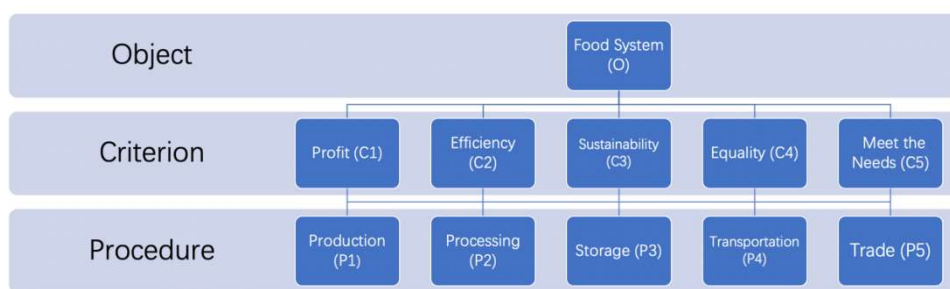 Object
Food System
(O)
Criterion
Profit (C1)
Efficiency
(C2)
Sustainability
(C3)
Equality (C4)
Meet the
Needs (C5)
Procedure
Production
(P1)
Processing
(P2)
Storage (P3)
Transportation
(P4)
Trade (P5)